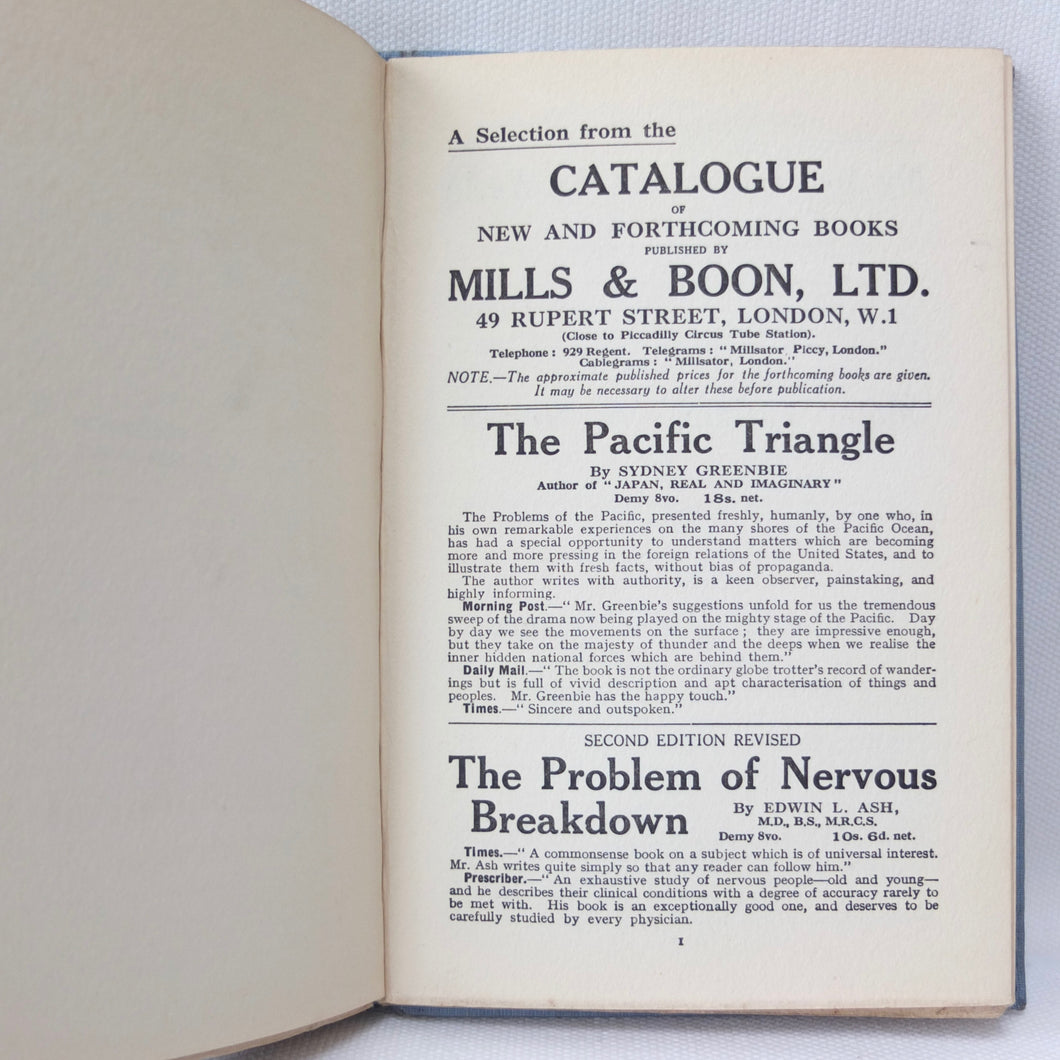 A Selection from the
CATALOGUE
OF
NEW AND FORTHCOMING BOOKS
PUBLISHED BY
MILLS & BOON, LTD.
49 RUPERT STREET, LONDON, W.1
(Close to Piccadilly Circus Tube Station).
Telephone : 929 Regent. Telegrams : “ Millsator Piccy, London.”
Cablegrams : “ Millsator, London.”
NOTE.—The approximate published prices for the forthcoming books are given.
It may be necessary to alter these before publication.
The Pacific Triangle
By SYDNEY GREENBIE
Author of “ JAPAN, REAL AND IMAGINARY ”
Demy 8vo. 18s. net.
The Problems of the Pacific, presented freshly, humanly, by one who, in
his own remarkable experiences on the many shores of the Pacific Ocean,
has had a special opportunity to understand matters which are becoming
more and more pressing in the foreign relations of the United States, and to
illustrate them with fresh facts, without bias of propaganda.
The author writes with authority, is a keen observer, painstaking, and
highly informing.
Morning Post.—“ Mr. Greenbie's suggestions unfold for us the tremendous
sweep of the drama now being played on the mighty stage of the Pacific. Day
by day we see the movements on the surface ; they are impressive enough,
but they take on the majesty of thunder and the deeps when we realise the
inner hidden national forces which are behind them.”
Daily Mail.—“ The book is not the ordinary globe trotter's record of wander-
ings but is full of vivid description and apt characterisation of things and
peoples. Mr. Greenbie has the happy touch.”
Times.—“ Sincere and outspoken.”
SECOND EDITION REVISED
The Problem of Nervous
Breakdown
By EDWIN L. ASH,
M.D., B.S., M.R.C.S.
Demy 8vo. 10s. 6d. net.
Times.—“ A commonsense book on a subject which is of universal interest.
Mr. Ash writes quite simply so that any reader can follow him.”
Prescriber.—“ An exhaustive study of nervous people—old and young—
and he describes their clinical conditions with a degree of accuracy rarely to
be met with. His book is an exceptionally good one, and deserves to be
carefully studied by every physician.
1